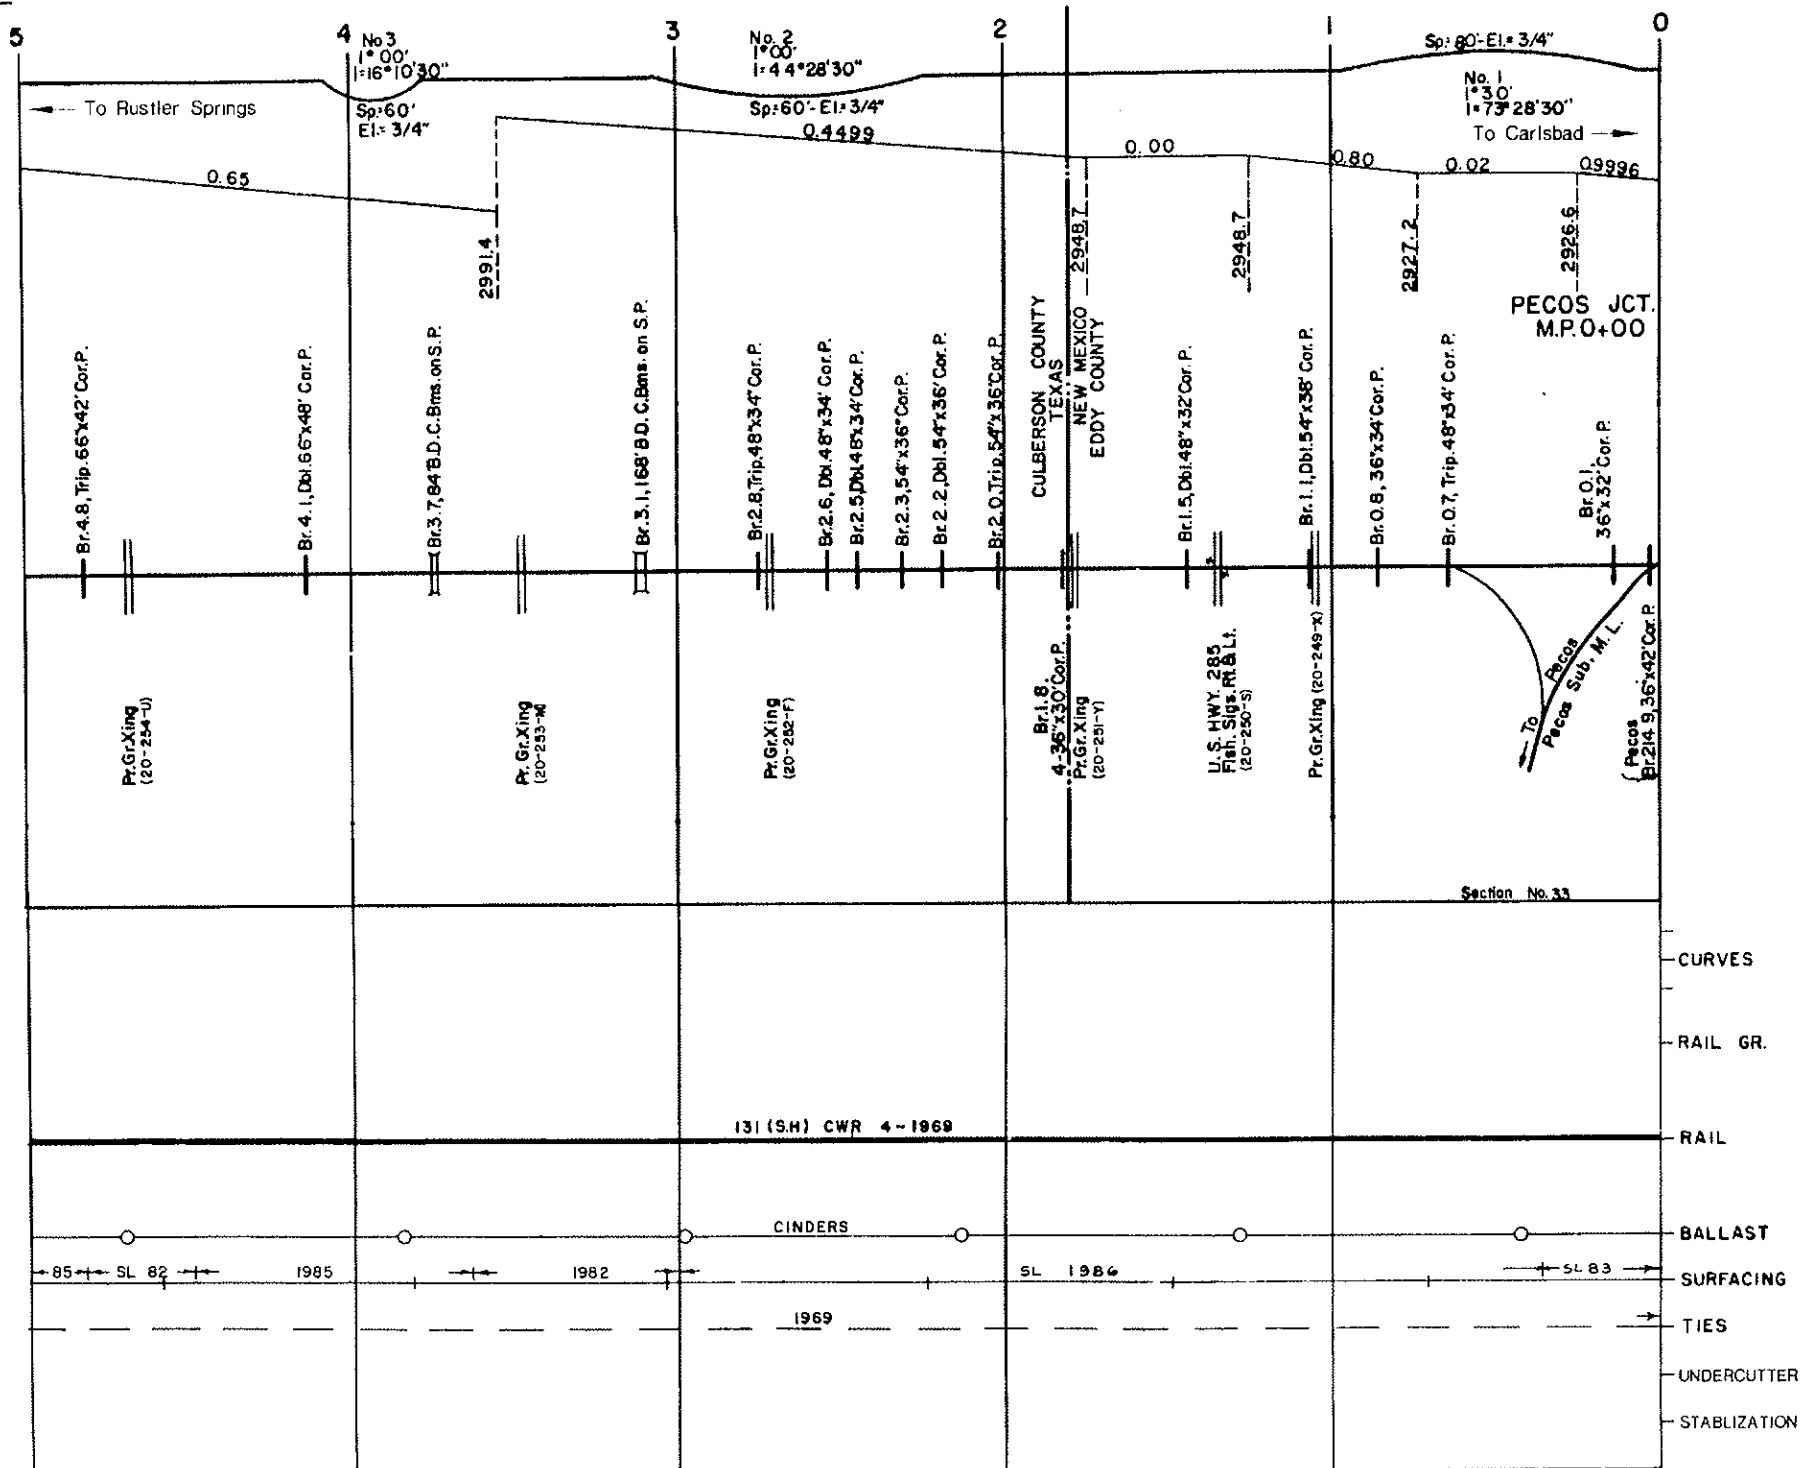 5
4
3
2
1
0
No 3
1°00'
I=16°10'30"
Sp=60'
El.= 3/4"
No. 2
1°00'
I=44°28'30"
Sp=60'-El=3/4"
Sp=80'-El.=3/4"
No. 1
1°30'
I=73°28'30"
To Rustler Springs
To Carlsbad
0.65
0.4499
0.00
0.80
0.02
0.9996
2991.4
2948.7
2948.7
2927.2
2926.6
PECOS JCT.
M.P.0+00
CULBERSON COUNTY
TEXAS
NEW MEXICO
EDDY COUNTY
Br.4.8,Trip.66"x42'Cor.P.
Br.4.1,Dbl.66"x48' Cor.P.
Br.3.7,84'B.D.C.Bms.onS.P.
Br.3.1,168'B.D.C.Bms.on S.P.
Br.2.8,Trip.48"x34'Cor.P.
Br.2.6,Dbl.48"x34' Cor.P.
Br.2.5,Dbl.48"x34'Cor.P.
Br.2.3,54"x36'Cor.P.
Br.2.2,Dbl.54"x36' Cor.P.
Br.2.0,Trip.54"x36'Cor.P.
Br.1.5,Dbl.48"x32'Cor.P.
Br.1.1,Dbl.54"x38' Cor.P.
Br.0.8,36"x34'Cor.P.
Br.0.7,Trip.48"x34' Cor.P.
Br.0.1,
36"x32' Cor.P.
Pr.Gr.Xing
(20-254-U)
Pr.Gr.Xing
(20-253-M)
Pr.Gr.Xing
(20-252-F)
Br.1.8,
4-36"x30'Cor.P.
Pr.Gr.Xing
(20-251-Y)
U.S. HWY. 285
Flsh. Sigs. Rt.& Lt.
(20-250-S)
Pr.Gr.Xing (20-249-X)
To Pecos
Pecos Sub. M.L.
(Pecos
Br.214.9,36"x42'Cor.P.
Section No.33
CURVES
RAIL GR.
131 (S.H) CWR 4-1969
RAIL
CINDERS
BALLAST
85
SL 82
1985
1982
SL 1986
SL 83
SURFACING
1969
TIES
UNDERCUTTER
STABLIZATION